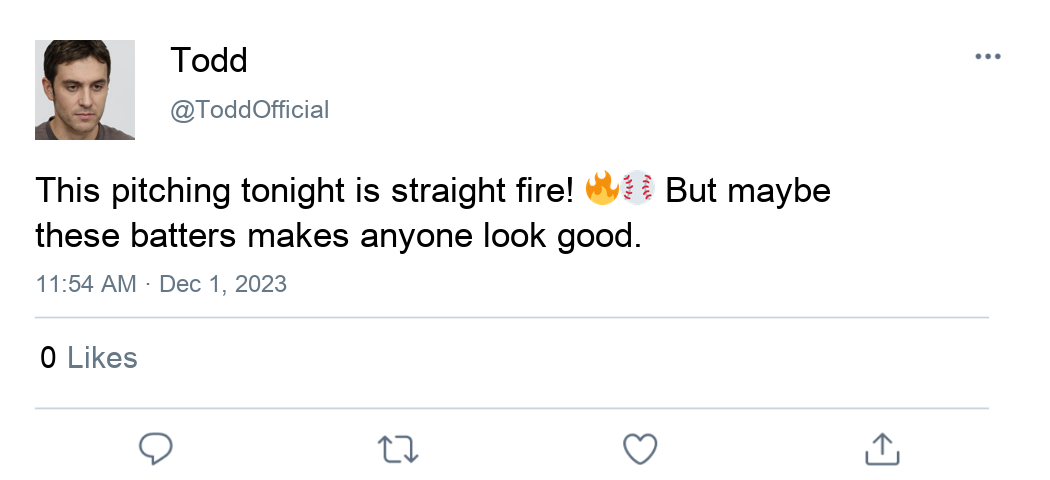 Todd
@ToddOfficial
This pitching tonight is straight fire! 🔥⚾ But maybe
these batters makes anyone look good.
11:54 AM · Dec 1, 2023
0 Likes